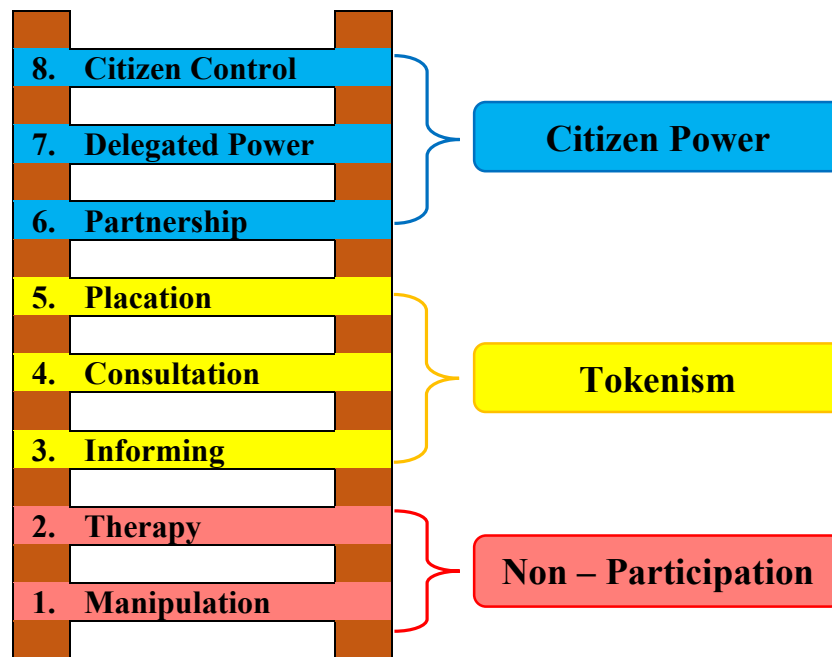 8. Citizen Control
7. Delegated Power
6. Partnership
Citizen Power
5. Placation
4. Consultation
3. Informing
Tokenism
2. Therapy
1. Manipulation
Non – Participation